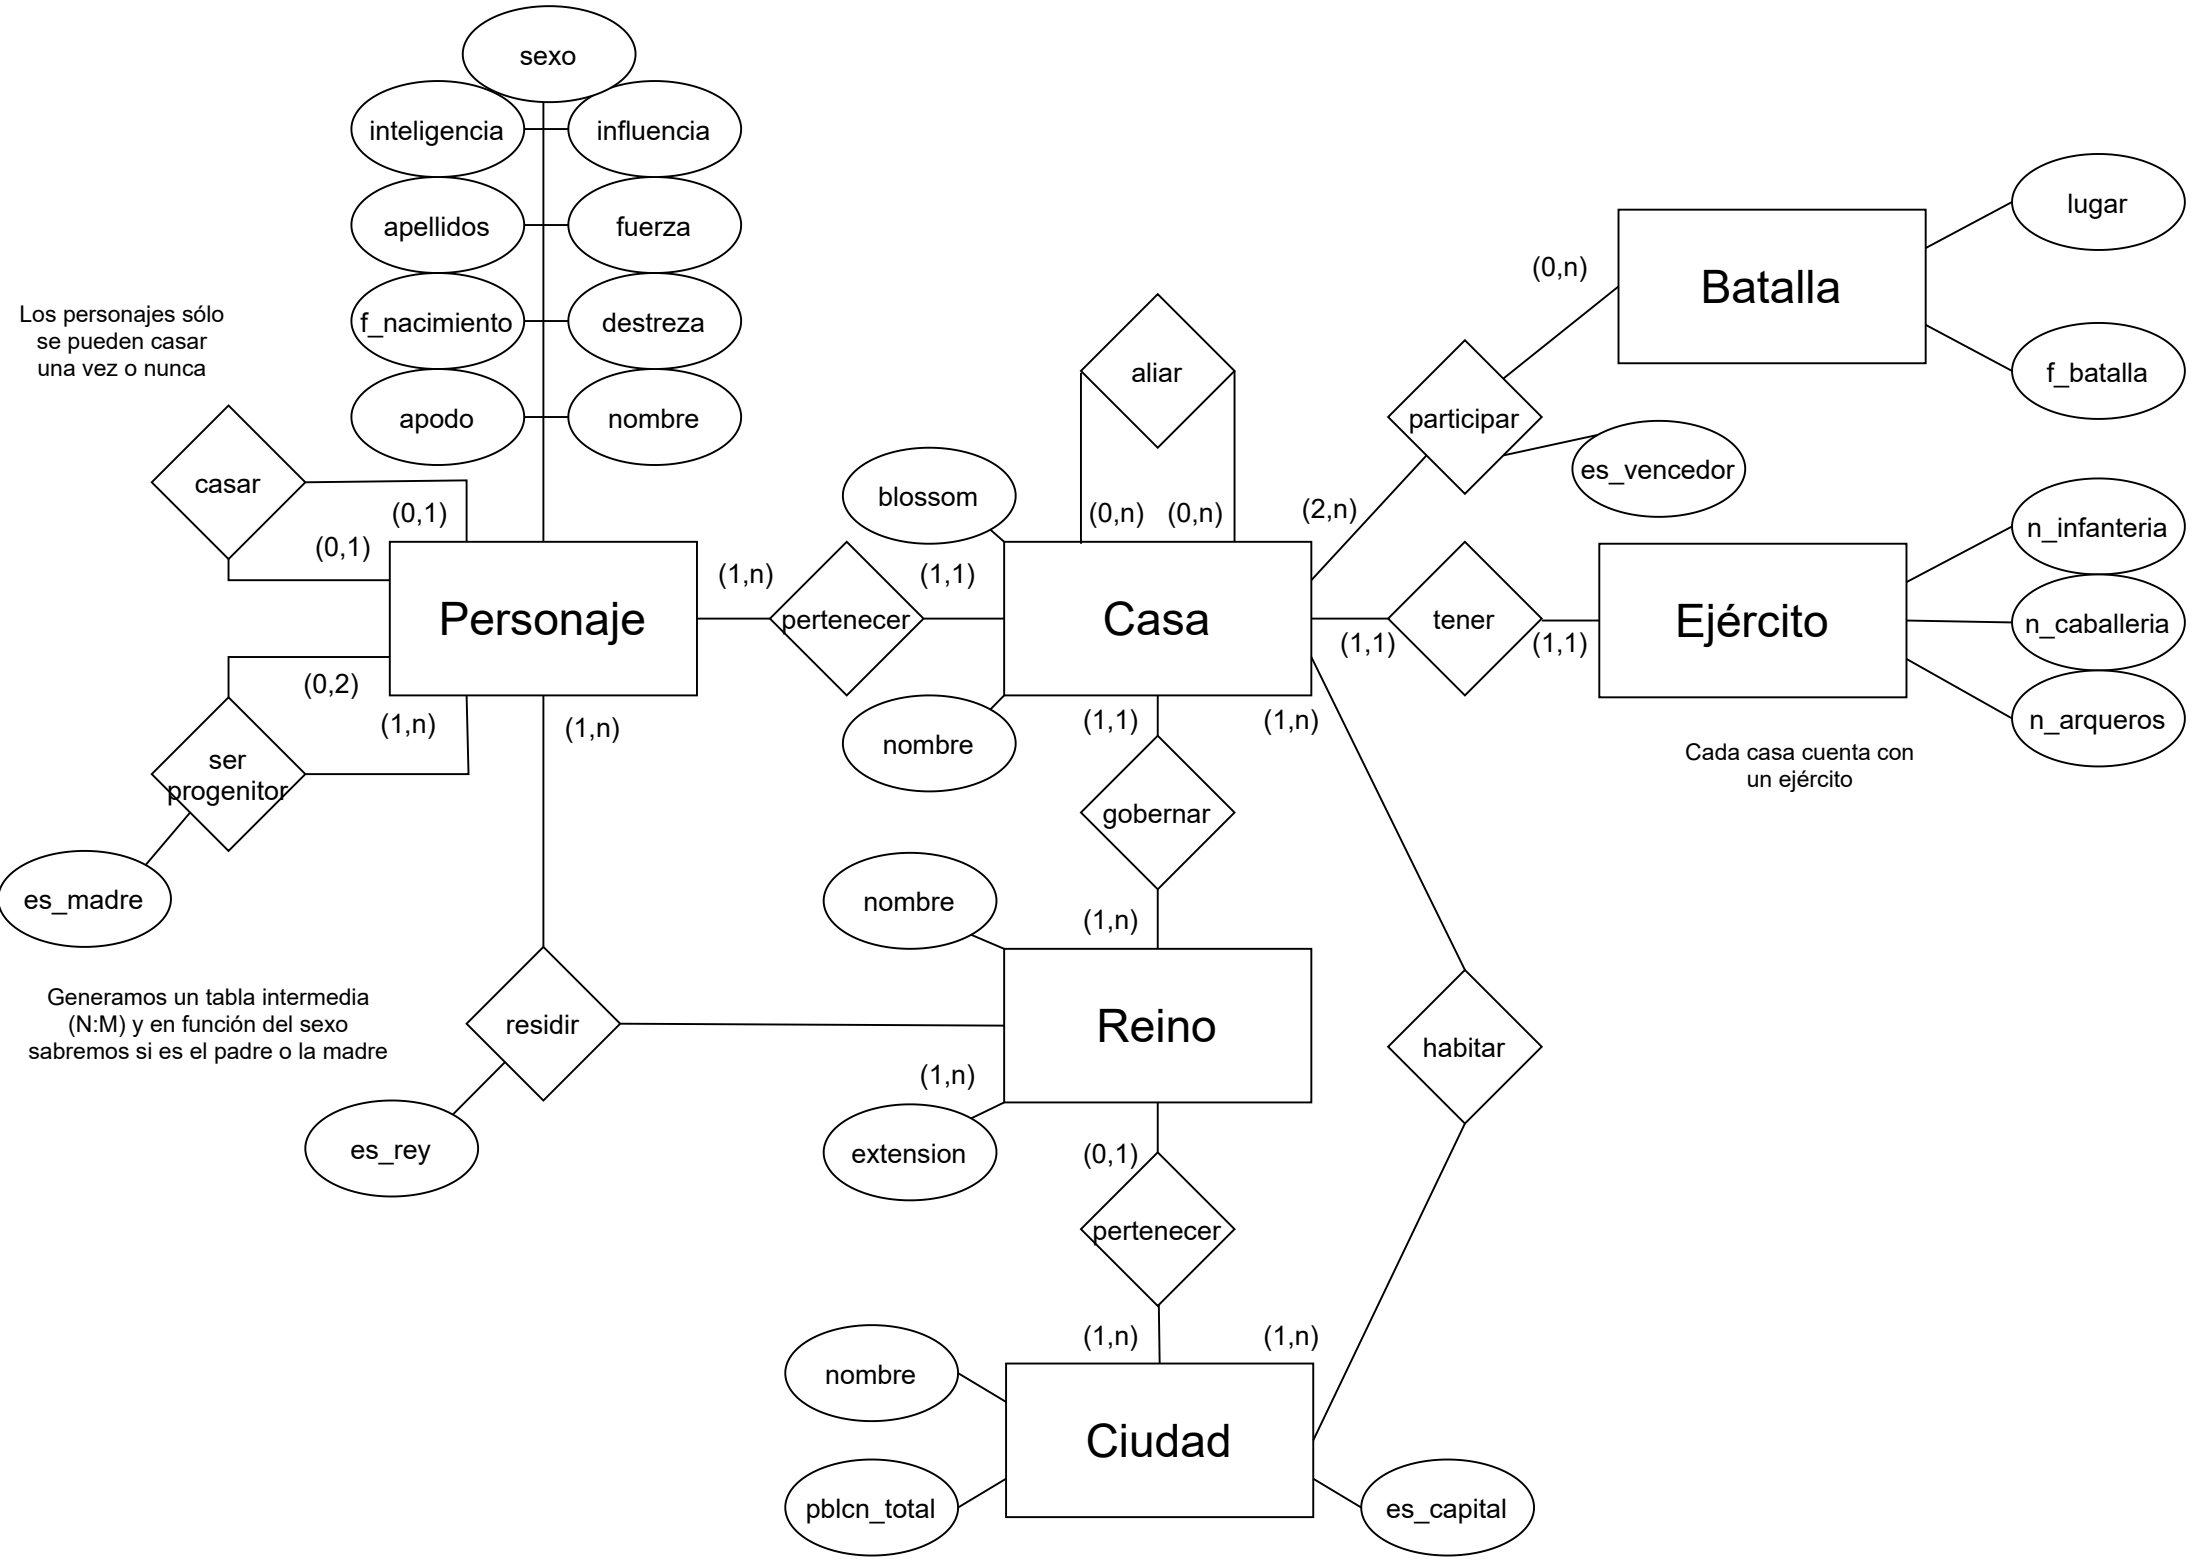 sexo
inteligencia
influencia
apellidos
fuerza
f_nacimiento
destreza
apodo
nombre
Los personajes sólo
se pueden casar
una vez o nunca
casar
(0,1)
(0,1)
Personaje
(0,2)
(1,n)
ser
progenitor
es_madre
Generamos un tabla intermedia
(N:M) y en función del sexo
sabremos si es el padre o la madre
(1,n)
residir
es_rey
(1,n)
pertenecer
(1,1)
blossom
nombre
Casa
aliar
(0,n)
(0,n)
(2,n)
participar
(0,n)
es_vencedor
Batalla
lugar
f_batalla
(1,1)
tener
(1,1)
Ejército
n_infanteria
n_caballeria
n_arqueros
Cada casa cuenta con
un ejército
(1,1)
(1,n)
gobernar
(1,n)
nombre
Reino
(1,n)
extension
habitar
(0,1)
pertenecer
(1,n)
(1,n)
nombre
Ciudad
pblcn_total
es_capital